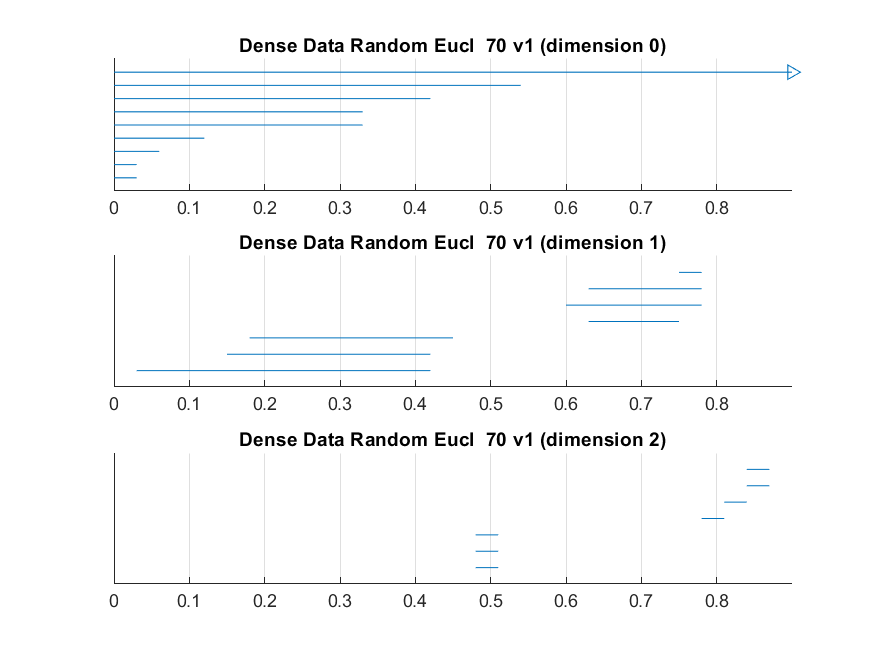 Dense Data Random Eucl  70 v1 (dimension 0)
0 0.1 0.2 0.3 0.4 0.5 0.6 0.7 0.8
Dense Data Random Eucl  70 v1 (dimension 1)
0 0.1 0.2 0.3 0.4 0.5 0.6 0.7 0.8
Dense Data Random Eucl  70 v1 (dimension 2)
0 0.1 0.2 0.3 0.4 0.5 0.6 0.7 0.8